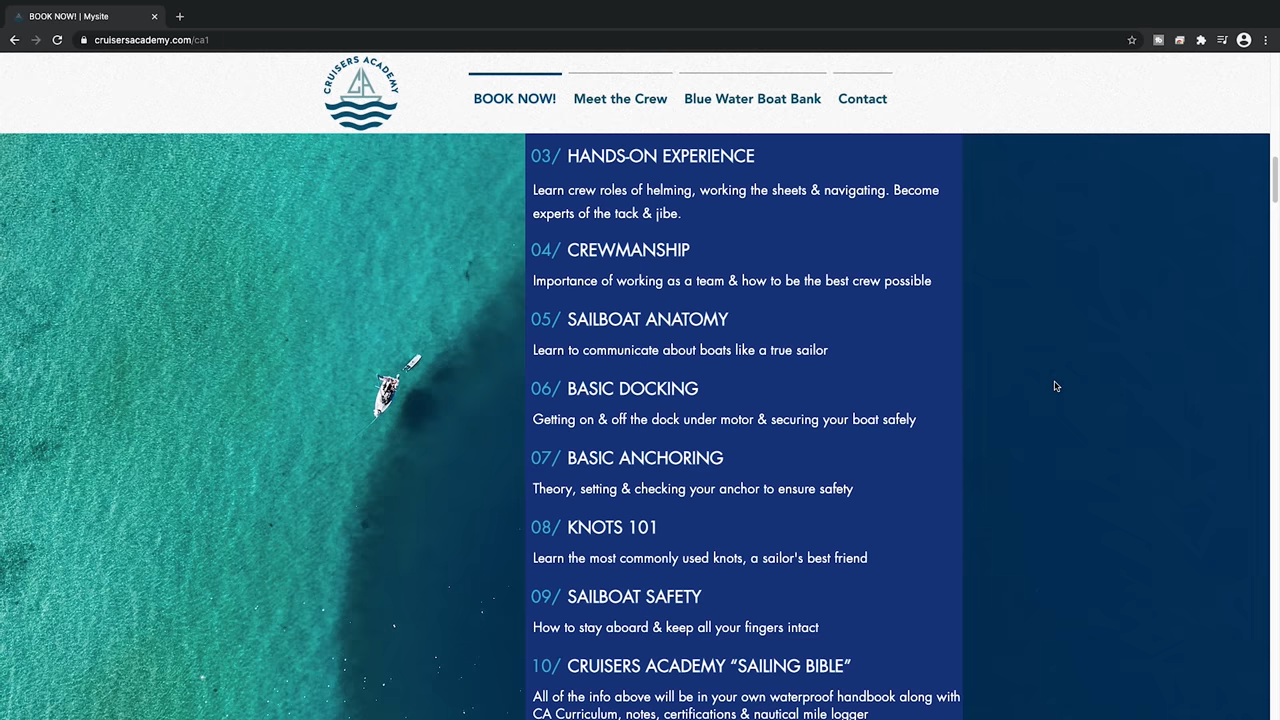 BOOK NOW! | Mysite
cruisersacademy.com/ca1
CRUISERS ACADEMY
CA
BOOK NOW!
Meet the Crew
Blue Water Boat Bank
Contact
03/ HANDS-ON EXPERIENCE
Learn crew roles of helming, working the sheets & navigating. Become
experts of the tack & jibe.
04/ CREWMANSHIP
Importance of working as a team & how to be the best crew possible
05/ SAILBOAT ANATOMY
Learn to communicate about boats like a true sailor
06/ BASIC DOCKING
Getting on & off the dock under motor & securing your boat safely
07/ BASIC ANCHORING
Theory, setting & checking your anchor to ensure safety
08/ KNOTS 101
Learn the most commonly used knots, a sailor's best friend
09/ SAILBOAT SAFETY
How to stay aboard & keep all your fingers intact
10/ CRUISERS ACADEMY “SAILING BIBLE”
All of the info above will be in your own waterproof handbook along with
CA Curriculum, notes, certifications & nautical mile logger